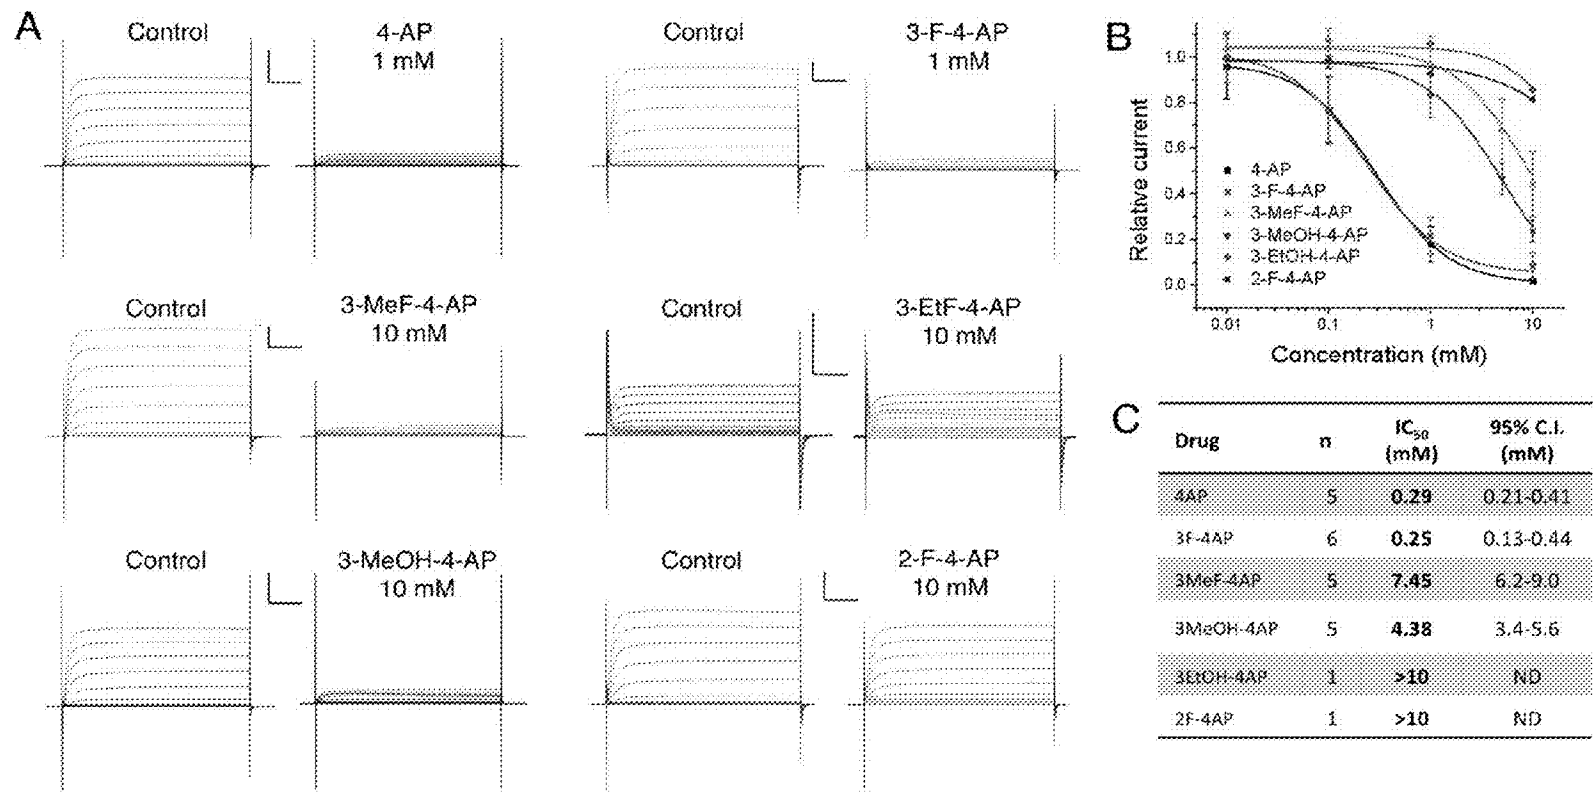 A
Control
4-AP
1 mM
Control
3-F-4-AP
1 mM
Control
3-MeF-4-AP
10 mM
Control
3-EtF-4-AP
10 mM
Control
3-MeOH-4-AP
10 mM
Control
2-F-4-AP
10 mM
B
Relative current
1.0
0.8
0.6
0.4
0.2
0.0
4-AP
3-F-4-AP
3-MeF-4-AP
3-MeOH-4-AP
3-EtOH-4-AP
2-F-4-AP
0.01 0.1 1 10
Concentration (mM)
C
Drug n IC50 (mM) 95% C.I. (mM)
4AP 5 0.29 0.21-0.41
3F-4AP 6 0.25 0.13-0.44
3MeF-4AP 5 7.45 6.2-9.0
3MeOH-4AP 5 4.38 3.4-5.6
3EtOH-4AP 1 >10 ND
2F-4AP 1 >10 ND